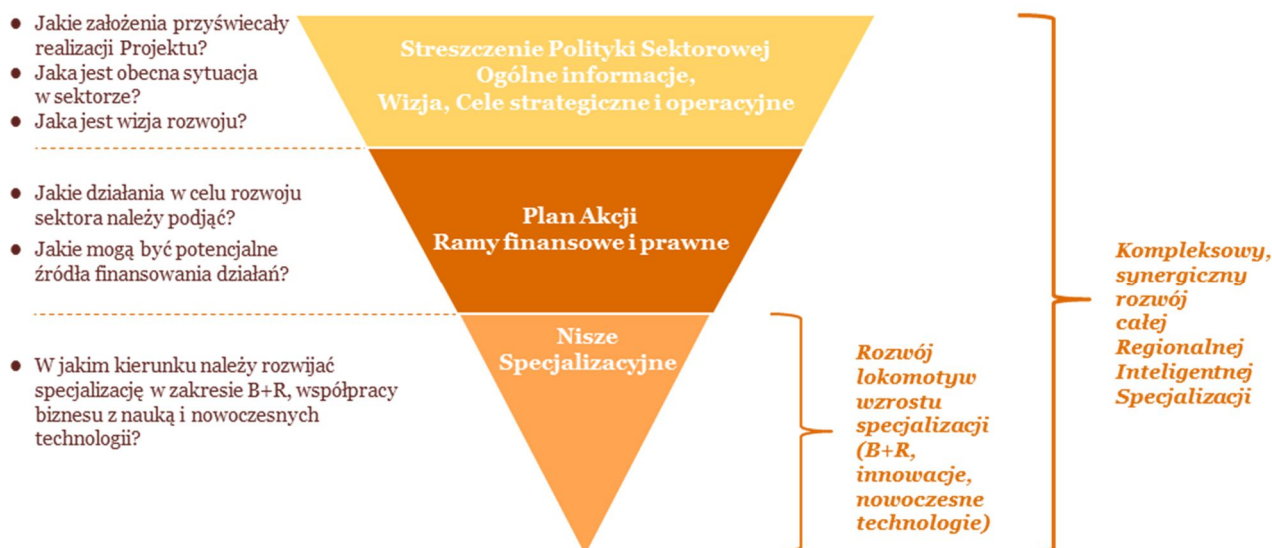 • Jakie założenia przyświecały
realizacji Projektu?
• Jaka jest obecna sytuacja
w sektorze?
• Jaka jest wizja rozwoju?
Streszczenie Polityki Sektorowej
Ogólne informacje,
Wizja, Cele strategiczne i operacyjne
• Jakie działania w celu rozwoju
sektora należy podjąć?
• Jakie mogą być potencjalne
źródła finansowania działań?
Plan Akcji
Ramy finansowe i prawne
• W jakim kierunku należy rozwijać
specjalizację w zakresie B+R, współpracy
biznesu z nauką i nowoczesnych
technologii?
Nisze
Specjalizacyjne
Rozwój
lokomotyw
wzrostu
specjalizacji
(B+R,
innowacje,
nowoczesne
technologie)
Kompleksowy,
synergiczny
rozwój
całej
Regionalnej
Inteligentnej
Specjalizacji